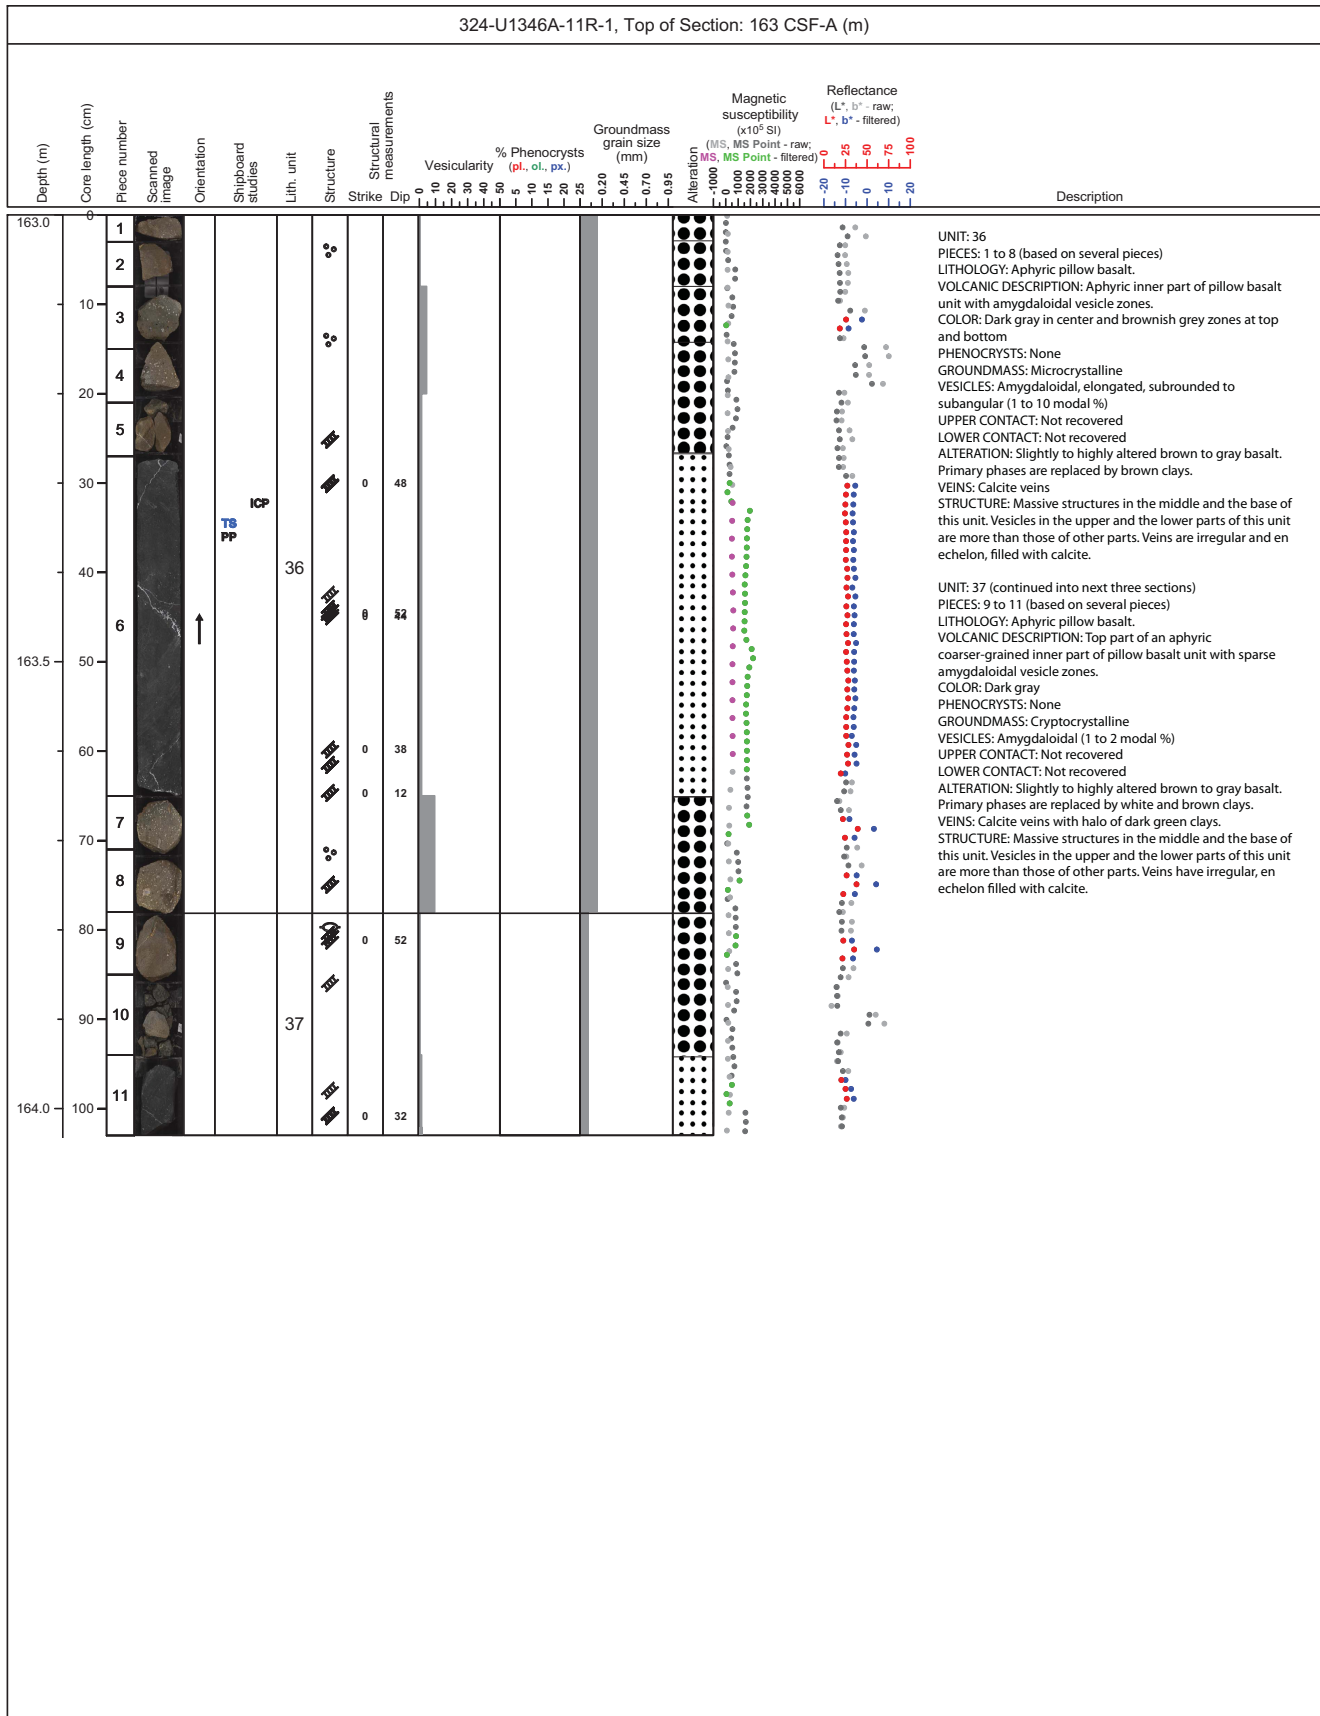 324-U1346A-11R-1, Top of Section: 163 CSF-A (m)
Depth (m)
Core length (cm)
Piece number
Scanned
image
Orientation
Shipboard
studies
Lith. unit
Structure
Structural
measurements
Strike Dip
Vesicularity
0 10 20 30 40 50
% Phenocrysts
(pl., ol., px.)
5 10 15 20 25
Groundmass
grain size
(mm)
0.20 0.45 0.70 0.95
Alteration
Magnetic
susceptibility
(x10⁵ SI)
(MS, MS Point - raw;
MS, MS Point - filtered)
-1000 0 1000 2000 3000 4000 5000 6000
Reflectance
(L*, b* - raw;
L*, b* - filtered)
0 25 50 75 100
-20 -10 0 10 20
Description
163.0
163.5
164.0
0
10
20
30
40
50
60
70
80
90
100
1
2
3
4
5
6
7
8
9
10
11
ICP
TS
PP
36
37
0 48
0 52
0 44
0 38
0 12
0 52
0 32
UNIT: 36
PIECES: 1 to 8 (based on several pieces)
LITHOLOGY: Aphyric pillow basalt.
VOLCANIC DESCRIPTION: Aphyric inner part of pillow basalt
unit with amygdaloidal vesicle zones.
COLOR: Dark gray in center and brownish grey zones at top
and bottom
PHENOCRYSTS: None
GROUNDMASS: Microcrystalline
VESICLES: Amygdaloidal, elongated, subrounded to
subangular (1 to 10 modal %)
UPPER CONTACT: Not recovered
LOWER CONTACT: Not recovered
ALTERATION: Slightly to highly altered brown to gray basalt.
Primary phases are replaced by brown clays.
VEINS: Calcite veins
STRUCTURE: Massive structures in the middle and the base of
this unit. Vesicles in the upper and the lower parts of this unit
are more than those of other parts. Veins are irregular and en
echelon, filled with calcite.
UNIT: 37 (continued into next three sections)
PIECES: 9 to 11 (based on several pieces)
LITHOLOGY: Aphyric pillow basalt.
VOLCANIC DESCRIPTION: Top part of an aphyric
coarser-grained inner part of pillow basalt unit with sparse
amygdaloidal vesicle zones.
COLOR: Dark gray
PHENOCRYSTS: None
GROUNDMASS: Cryptocrystalline
VESICLES: Amygdaloidal (1 to 2 modal %)
UPPER CONTACT: Not recovered
LOWER CONTACT: Not recovered
ALTERATION: Slightly to highly altered brown to gray basalt.
Primary phases are replaced by white and brown clays.
VEINS: Calcite veins with halo of dark green clays.
STRUCTURE: Massive structures in the middle and the base of
this unit. Vesicles in the upper and the lower parts of this unit
are more than those of other parts. Veins have irregular, en
echelon filled with calcite.